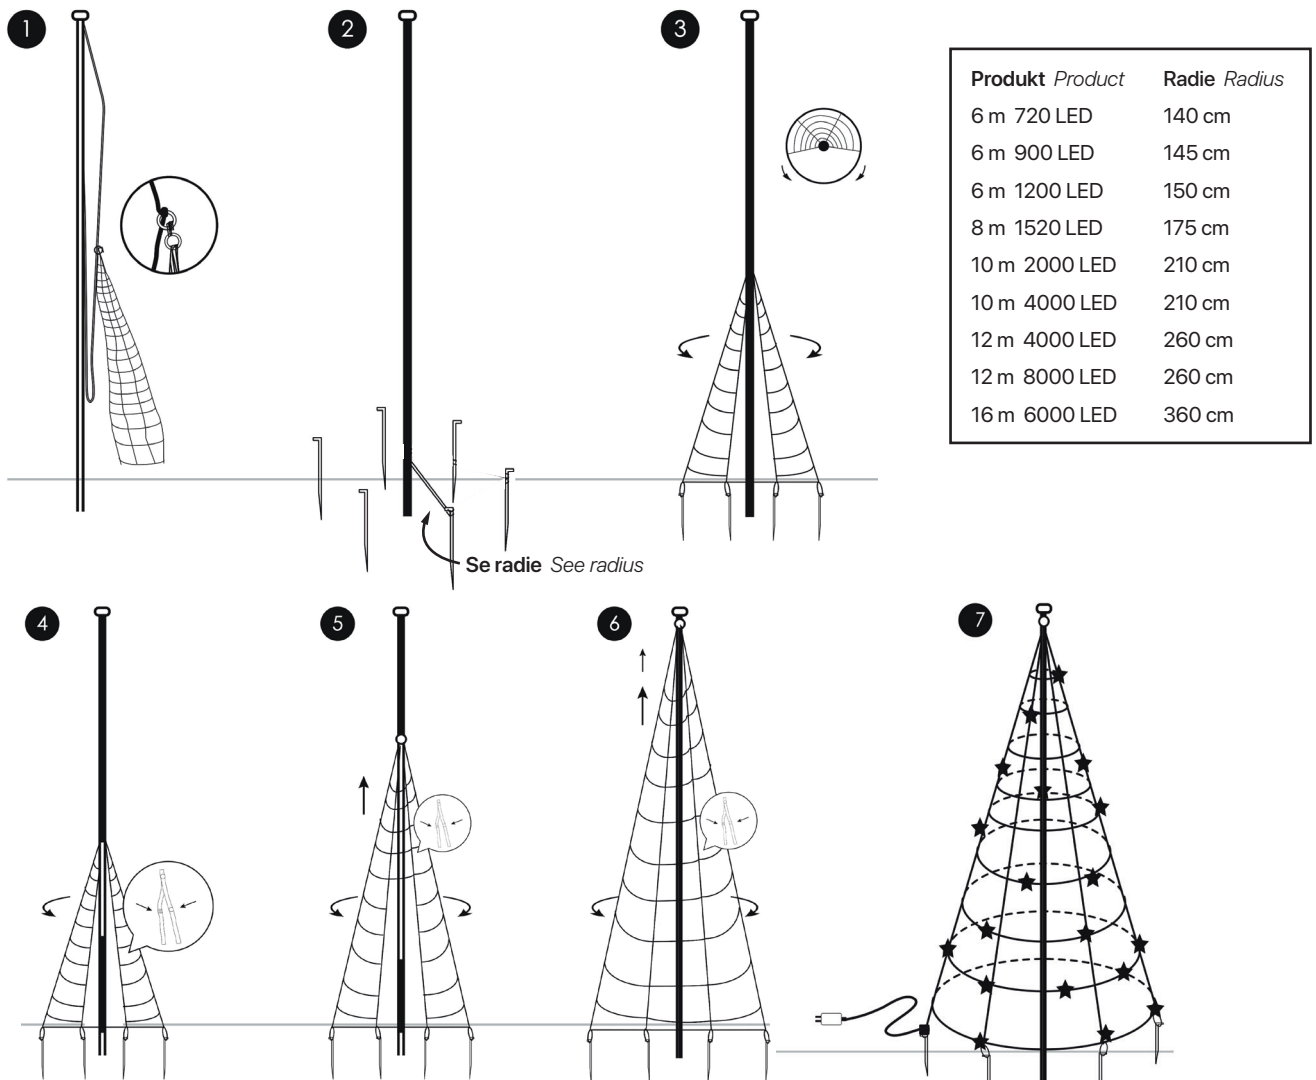 1
2
3
Produkt Product Radie Radius
6 m 720 LED 140 cm
6 m 900 LED 145 cm
6 m 1200 LED 150 cm
8 m 1520 LED 175 cm
10 m 2000 LED 210 cm
10 m 4000 LED 210 cm
12 m 4000 LED 260 cm
12 m 8000 LED 260 cm
16 m 6000 LED 360 cm
Se radie See radius
4
5
6
7